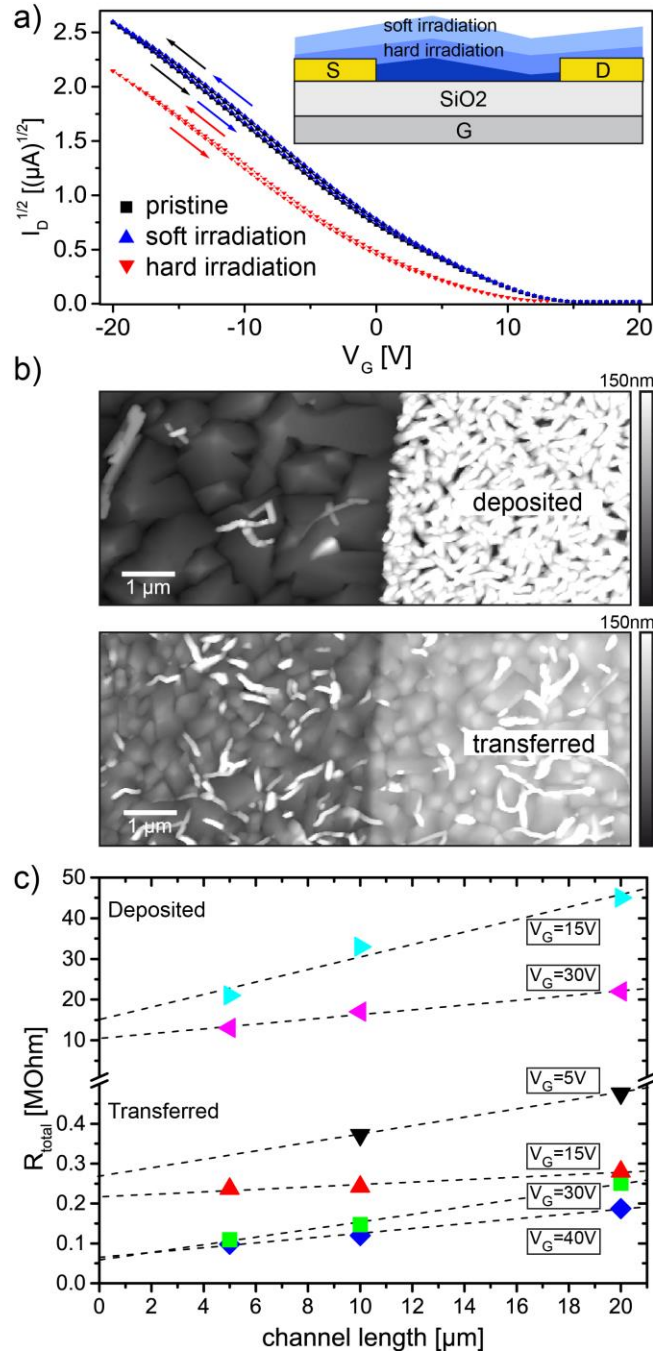 a)
soft irradiation
hard irradiation
S
D
SiO2
G
2.5
2.0
1.5
1.0
0.5
0.0
I_D^1/2 [(μA)^1/2]
pristine
soft irradiation
hard irradiation
-20
-10
0
10
20
V_G [V]
b)
150nm
deposited
1 μm
150nm
transferred
1 μm
c)
50
40
30
20
10
0.4
0.3
0.2
0.1
0.0
R_total [MOhm]
Deposited
V_G=15V
V_G=30V
V_G=5V
Transferred
V_G=15V
V_G=30V
V_G=40V
0
2
4
6
8
10
12
14
16
18
20
channel length [μm]